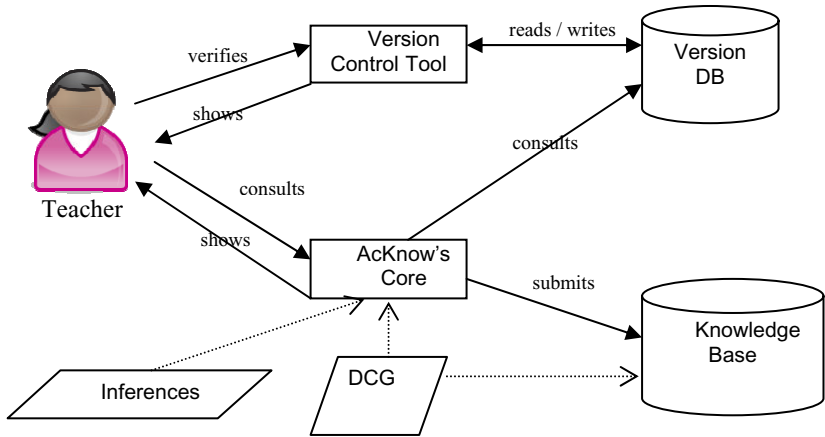 Version
Control Tool
reads / writes
Version
DB
verifies
shows
consults
Teacher
consults
shows
AcKnow's
Core
submits
Knowledge
Base
Inferences
DCG